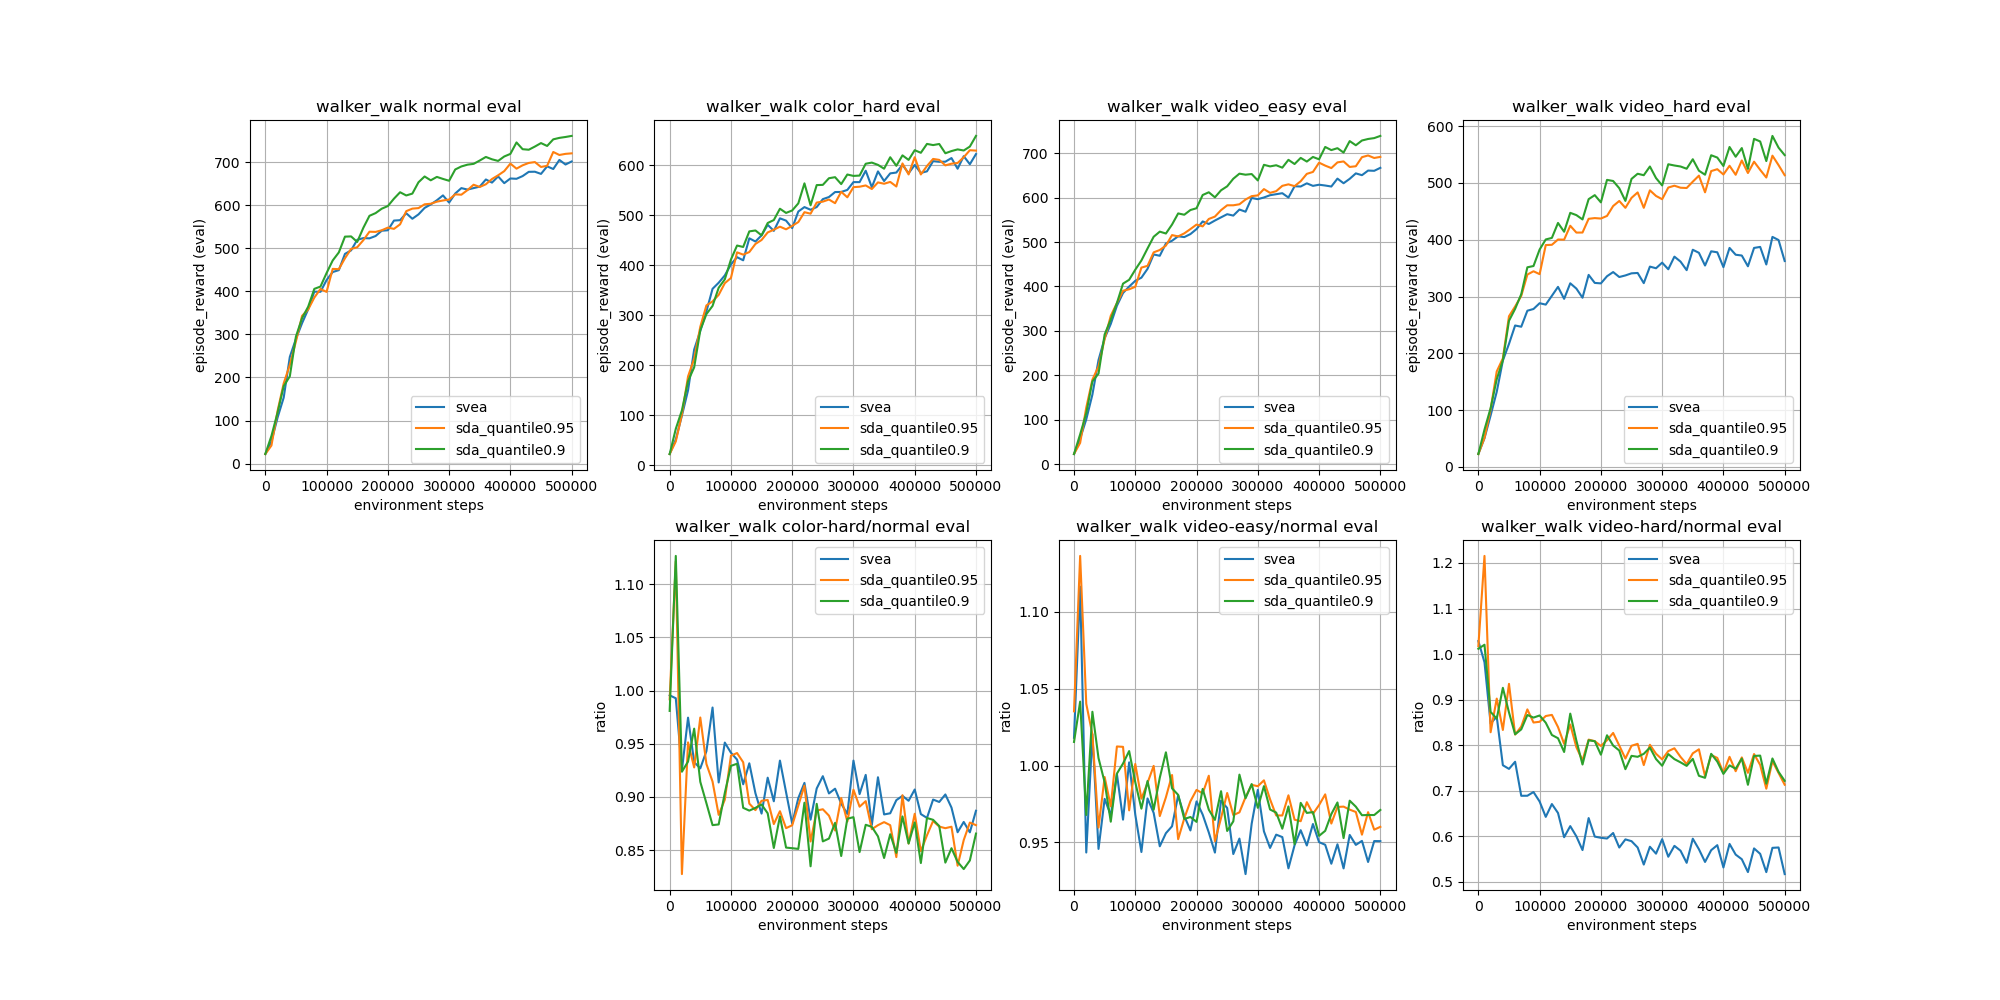 walker_walk normal eval
episode_reward (eval)
700
600
500
400
300
200
100
0
svea
sda_quantile0.95
sda_quantile0.9
0 100000 200000 300000 400000 500000
environment steps
walker_walk color_hard eval
episode_reward (eval)
600
500
400
300
200
100
0
svea
sda_quantile0.95
sda_quantile0.9
0 100000 200000 300000 400000 500000
environment steps
walker_walk video_easy eval
episode_reward (eval)
700
600
500
400
300
200
100
0
svea
sda_quantile0.95
sda_quantile0.9
0 100000 200000 300000 400000 500000
environment steps
walker_walk video_hard eval
episode_reward (eval)
600
500
400
300
200
100
0
svea
sda_quantile0.95
sda_quantile0.9
0 100000 200000 300000 400000 500000
environment steps
walker_walk color-hard/normal eval
ratio
1.10
1.05
1.00
0.95
0.90
0.85
svea
sda_quantile0.95
sda_quantile0.9
0 100000 200000 300000 400000 500000
environment steps
walker_walk video-easy/normal eval
ratio
1.10
1.05
1.00
0.95
svea
sda_quantile0.95
sda_quantile0.9
0 100000 200000 300000 400000 500000
environment steps
walker_walk video-hard/normal eval
ratio
1.2
1.1
1.0
0.9
0.8
0.7
0.6
0.5
svea
sda_quantile0.95
sda_quantile0.9
0 100000 200000 300000 400000 500000
environment steps